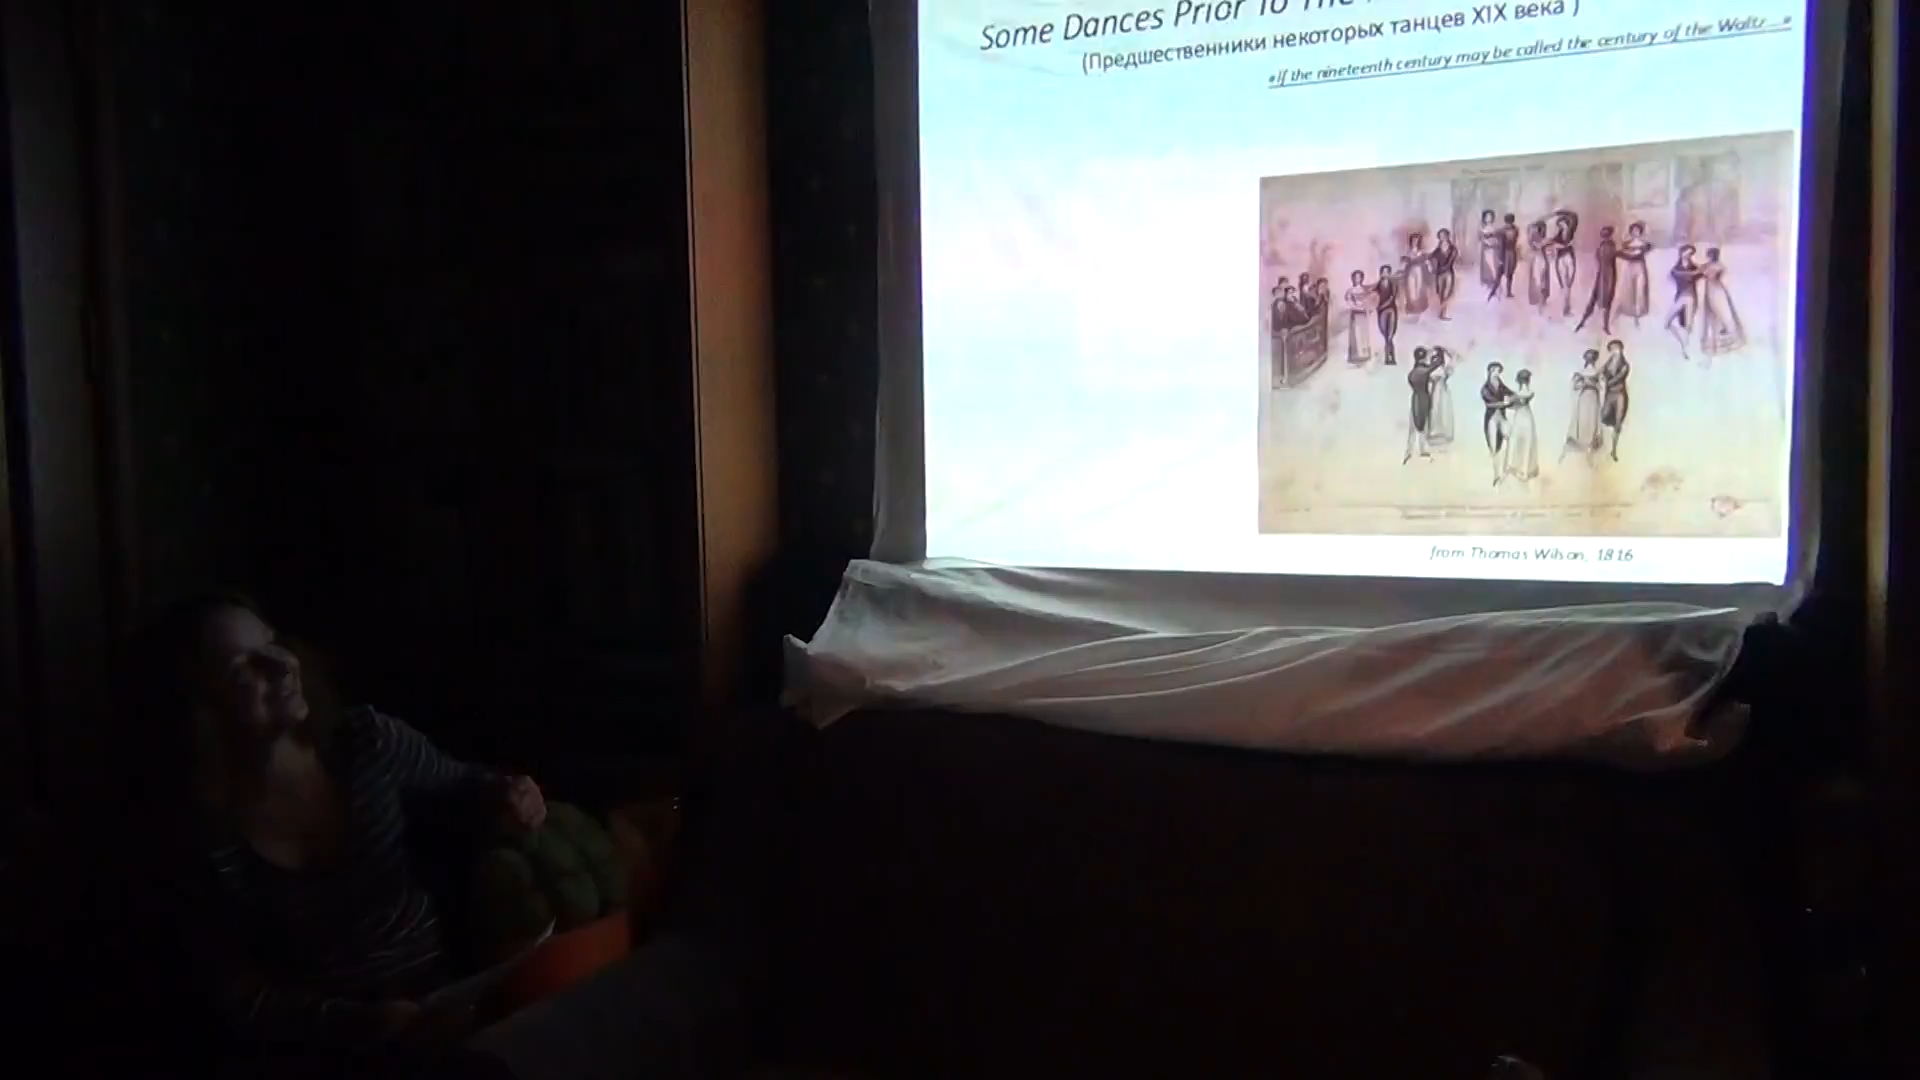 Some Dances Prior To The
(Предшественники некоторых танцев XIX века )
«If the nineteenth century may be called the century of the Waltz ...»
from Thomas Wilson, 1816